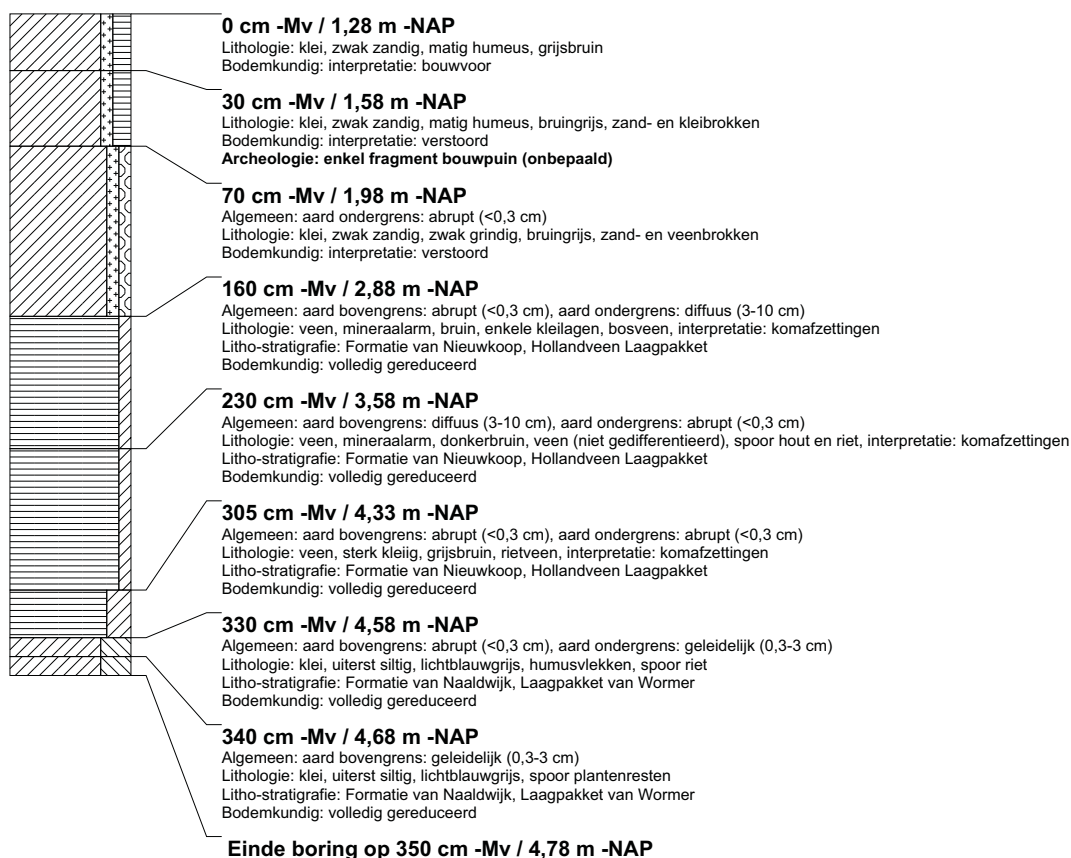 0 cm -Mv / 1,28 m -NAP
Lithologie: klei, zwak zandig, matig humeus, grijsbruin
Bodemkundig: interpretatie: bouwvoor
30 cm -Mv / 1,58 m -NAP
Lithologie: klei, zwak zandig, matig humeus, bruingrijs, zand- en kleibrokken
Bodemkundig: interpretatie: verstoord
Archeologie: enkel fragment bouwpuin (onbepaald)
70 cm -Mv / 1,98 m -NAP
Algemeen: aard ondergrens: abrupt (<0,3 cm)
Lithologie: klei, zwak zandig, zwak grindig, bruingrijs, zand- en veenbrokken
Bodemkundig: interpretatie: verstoord
160 cm -Mv / 2,88 m -NAP
Algemeen: aard bovengrens: abrupt (<0,3 cm), aard ondergrens: diffuus (3-10 cm)
Lithologie: veen, mineraalarm, bruin, enkele kleilagen, bosveen, interpretatie: komafzettingen
Litho-stratigrafie: Formatie van Nieuwkoop, Hollandveen Laagpakket
Bodemkundig: volledig gereduceerd
230 cm -Mv / 3,58 m -NAP
Algemeen: aard bovengrens: diffuus (3-10 cm), aard ondergrens: abrupt (<0,3 cm)
Lithologie: veen, mineraalarm, donkerbruin, veen (niet gedifferentieerd), spoor hout en riet, interpretatie: komafzettingen
Litho-stratigrafie: Formatie van Nieuwkoop, Hollandveen Laagpakket
Bodemkundig: volledig gereduceerd
305 cm -Mv / 4,33 m -NAP
Algemeen: aard bovengrens: abrupt (<0,3 cm), aard ondergrens: abrupt (<0,3 cm)
Lithologie: veen, sterk kleiig, grijsbruin, rietveen, interpretatie: komafzettingen
Litho-stratigrafie: Formatie van Nieuwkoop, Hollandveen Laagpakket
Bodemkundig: volledig gereduceerd
330 cm -Mv / 4,58 m -NAP
Algemeen: aard bovengrens: abrupt (<0,3 cm), aard ondergrens: geleidelijk (0,3-3 cm)
Lithologie: klei, uiterst siltig, lichtblauwgrijs, humusvlekken, spoor riet
Litho-stratigrafie: Formatie van Naaldwijk, Laagpakket van Wormer
Bodemkundig: volledig gereduceerd
340 cm -Mv / 4,68 m -NAP
Algemeen: aard bovengrens: geleidelijk (0,3-3 cm)
Lithologie: klei, uiterst siltig, lichtblauwgrijs, spoor plantenresten
Litho-stratigrafie: Formatie van Naaldwijk, Laagpakket van Wormer
Bodemkundig: volledig gereduceerd
Einde boring op 350 cm -Mv / 4,78 m -NAP